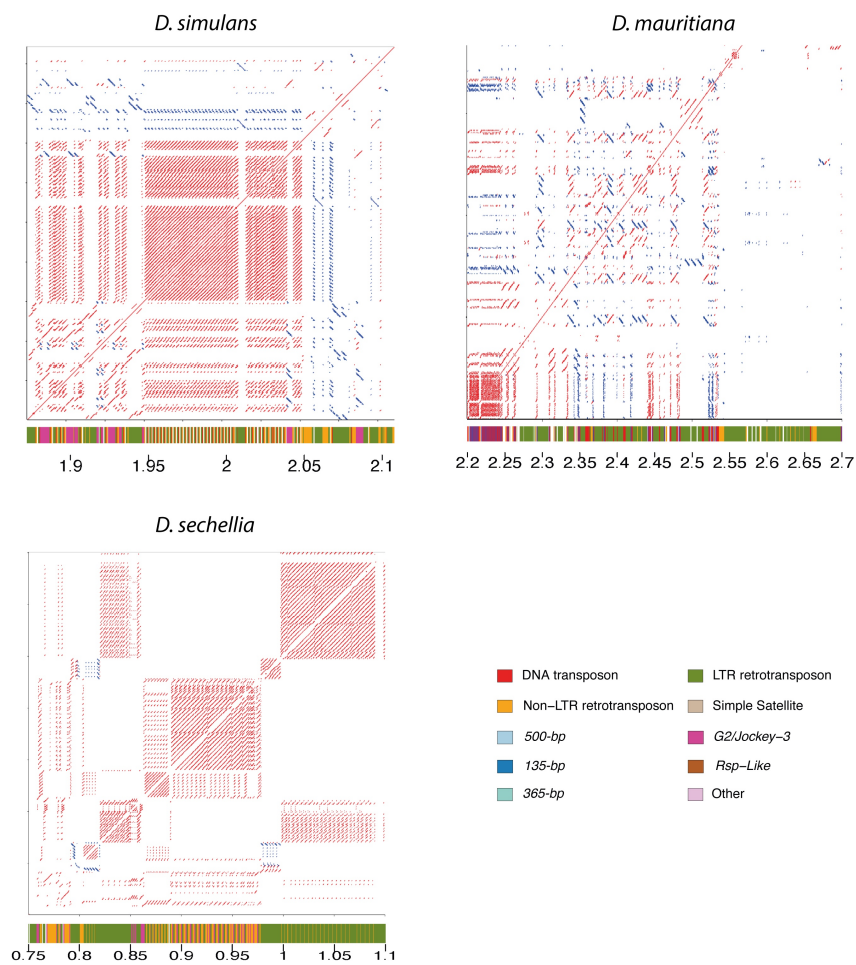 D. simulans
D. mauritiana
1.9 1.95 2 2.05 2.1
2.2 2.25 2.3 2.35 2.4 2.45 2.5 2.55 2.6 2.65 2.7
D. sechellia
0.75 0.8 0.85 0.9 0.95 1 1.05 1.1
DNA transposon
LTR retrotransposon
Non-LTR retrotransposon
Simple Satellite
500-bp
G2/Jockey-3
135-bp
Rsp-Like
365-bp
Other